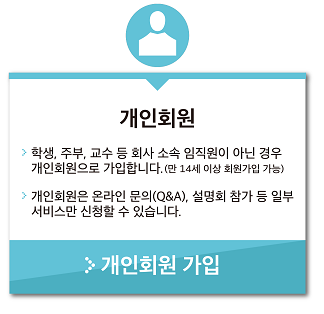 개인회원
학생, 주부, 교수 등 회사 소속 임직원이 아닌 경우
개인회원으로 가입합니다.(만 14세 이상 회원가입 가능)
개인회원은 온라인 문의(Q&A), 설명회 참가 등 일부
서비스만 신청할 수 있습니다.
개인회원 가입